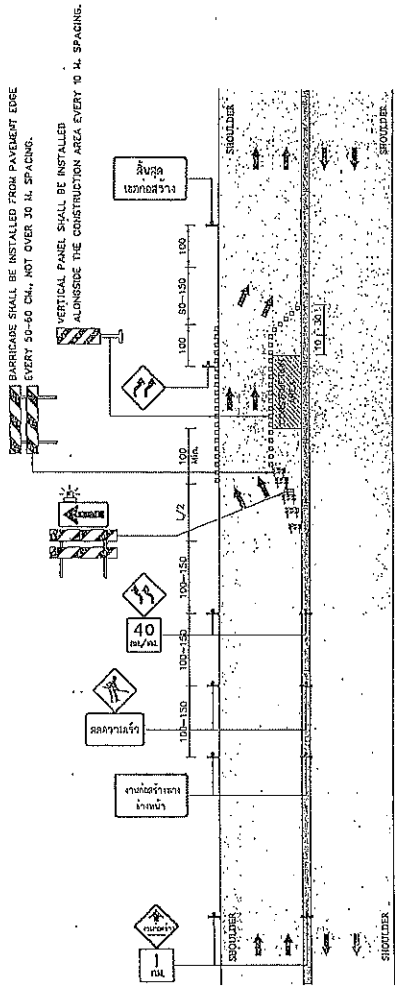 BARRICADE SHALL BE INSTALLED FROM PAVEMENT EDGE
EVERY 50-60 CM., NOT OVER 30 M. SPACING.
VERTICAL PANEL SHALL BE INSTALLED
ALONGSIDE THE CONSTRUCTION AREA EVERY 10 M. SPACING.
1
กม.
งานก่อสร้างทาง
ข้างหน้า
ลดความเร็ว
40
กม./ชม.
สิ้นสุด
เขตก่อสร้าง
100-150
100-150
100-150
L/2
100
Min.
100
50-150
100
10
30
SHOULDER
SHOULDER
SHOULDER
SHOULDER